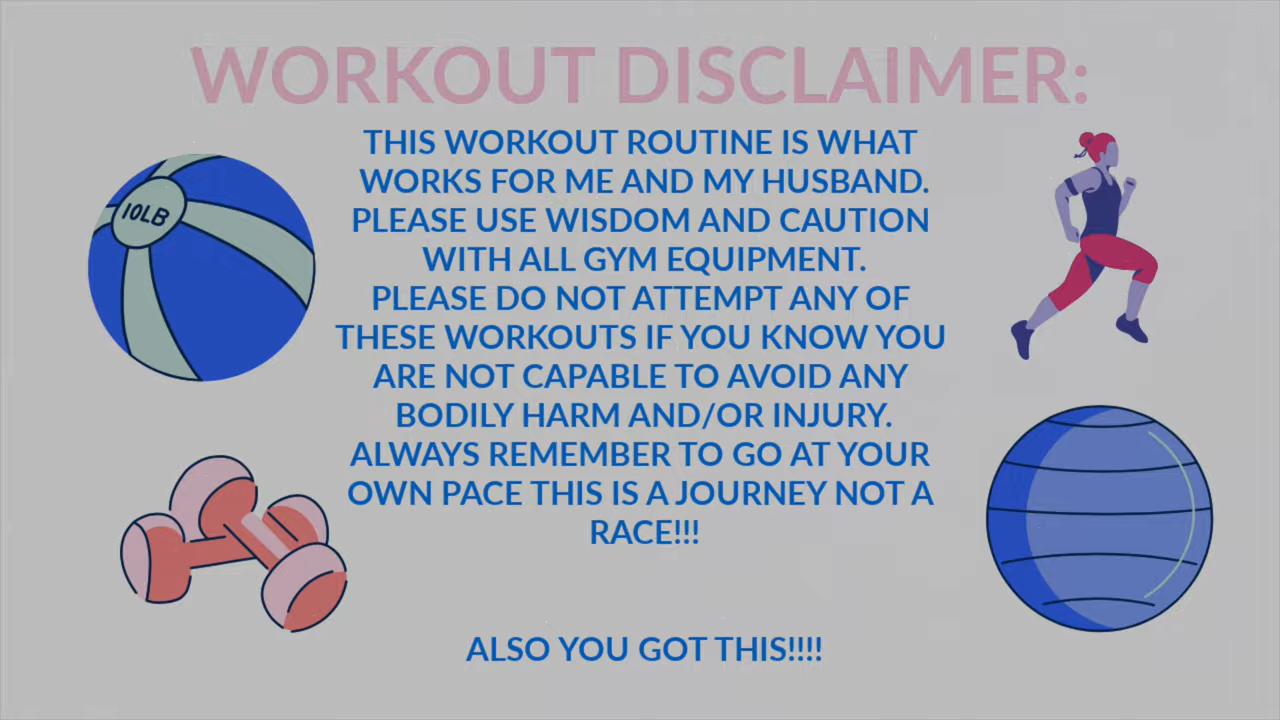 WORKOUT DISCLAIMER:
THIS WORKOUT ROUTINE IS WHAT
WORKS FOR ME AND MY HUSBAND.
PLEASE USE WISDOM AND CAUTION
WITH ALL GYM EQUIPMENT.
PLEASE DO NOT ATTEMPT ANY OF
THESE WORKOUTS IF YOU KNOW YOU
ARE NOT CAPABLE TO AVOID ANY
BODILY HARM AND/OR INJURY.
ALWAYS REMEMBER TO GO AT YOUR
OWN PACE THIS IS A JOURNEY NOT A
RACE!!!
ALSO YOU GOT THIS!!!!
10LB